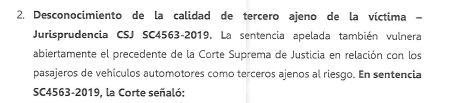 2. Desconocimiento de la calidad de tercero ajeno de la víctima –
Jurisprudencia CSJ SC4563-2019. La sentencia apelada también vulnera
abiertamente el precedente de la Corte Suprema de Justicia en relación con los
pasajeros de vehículos automotores como terceros ajenos al riesgo. En sentencia
SC4563-2019, la Corte señaló: